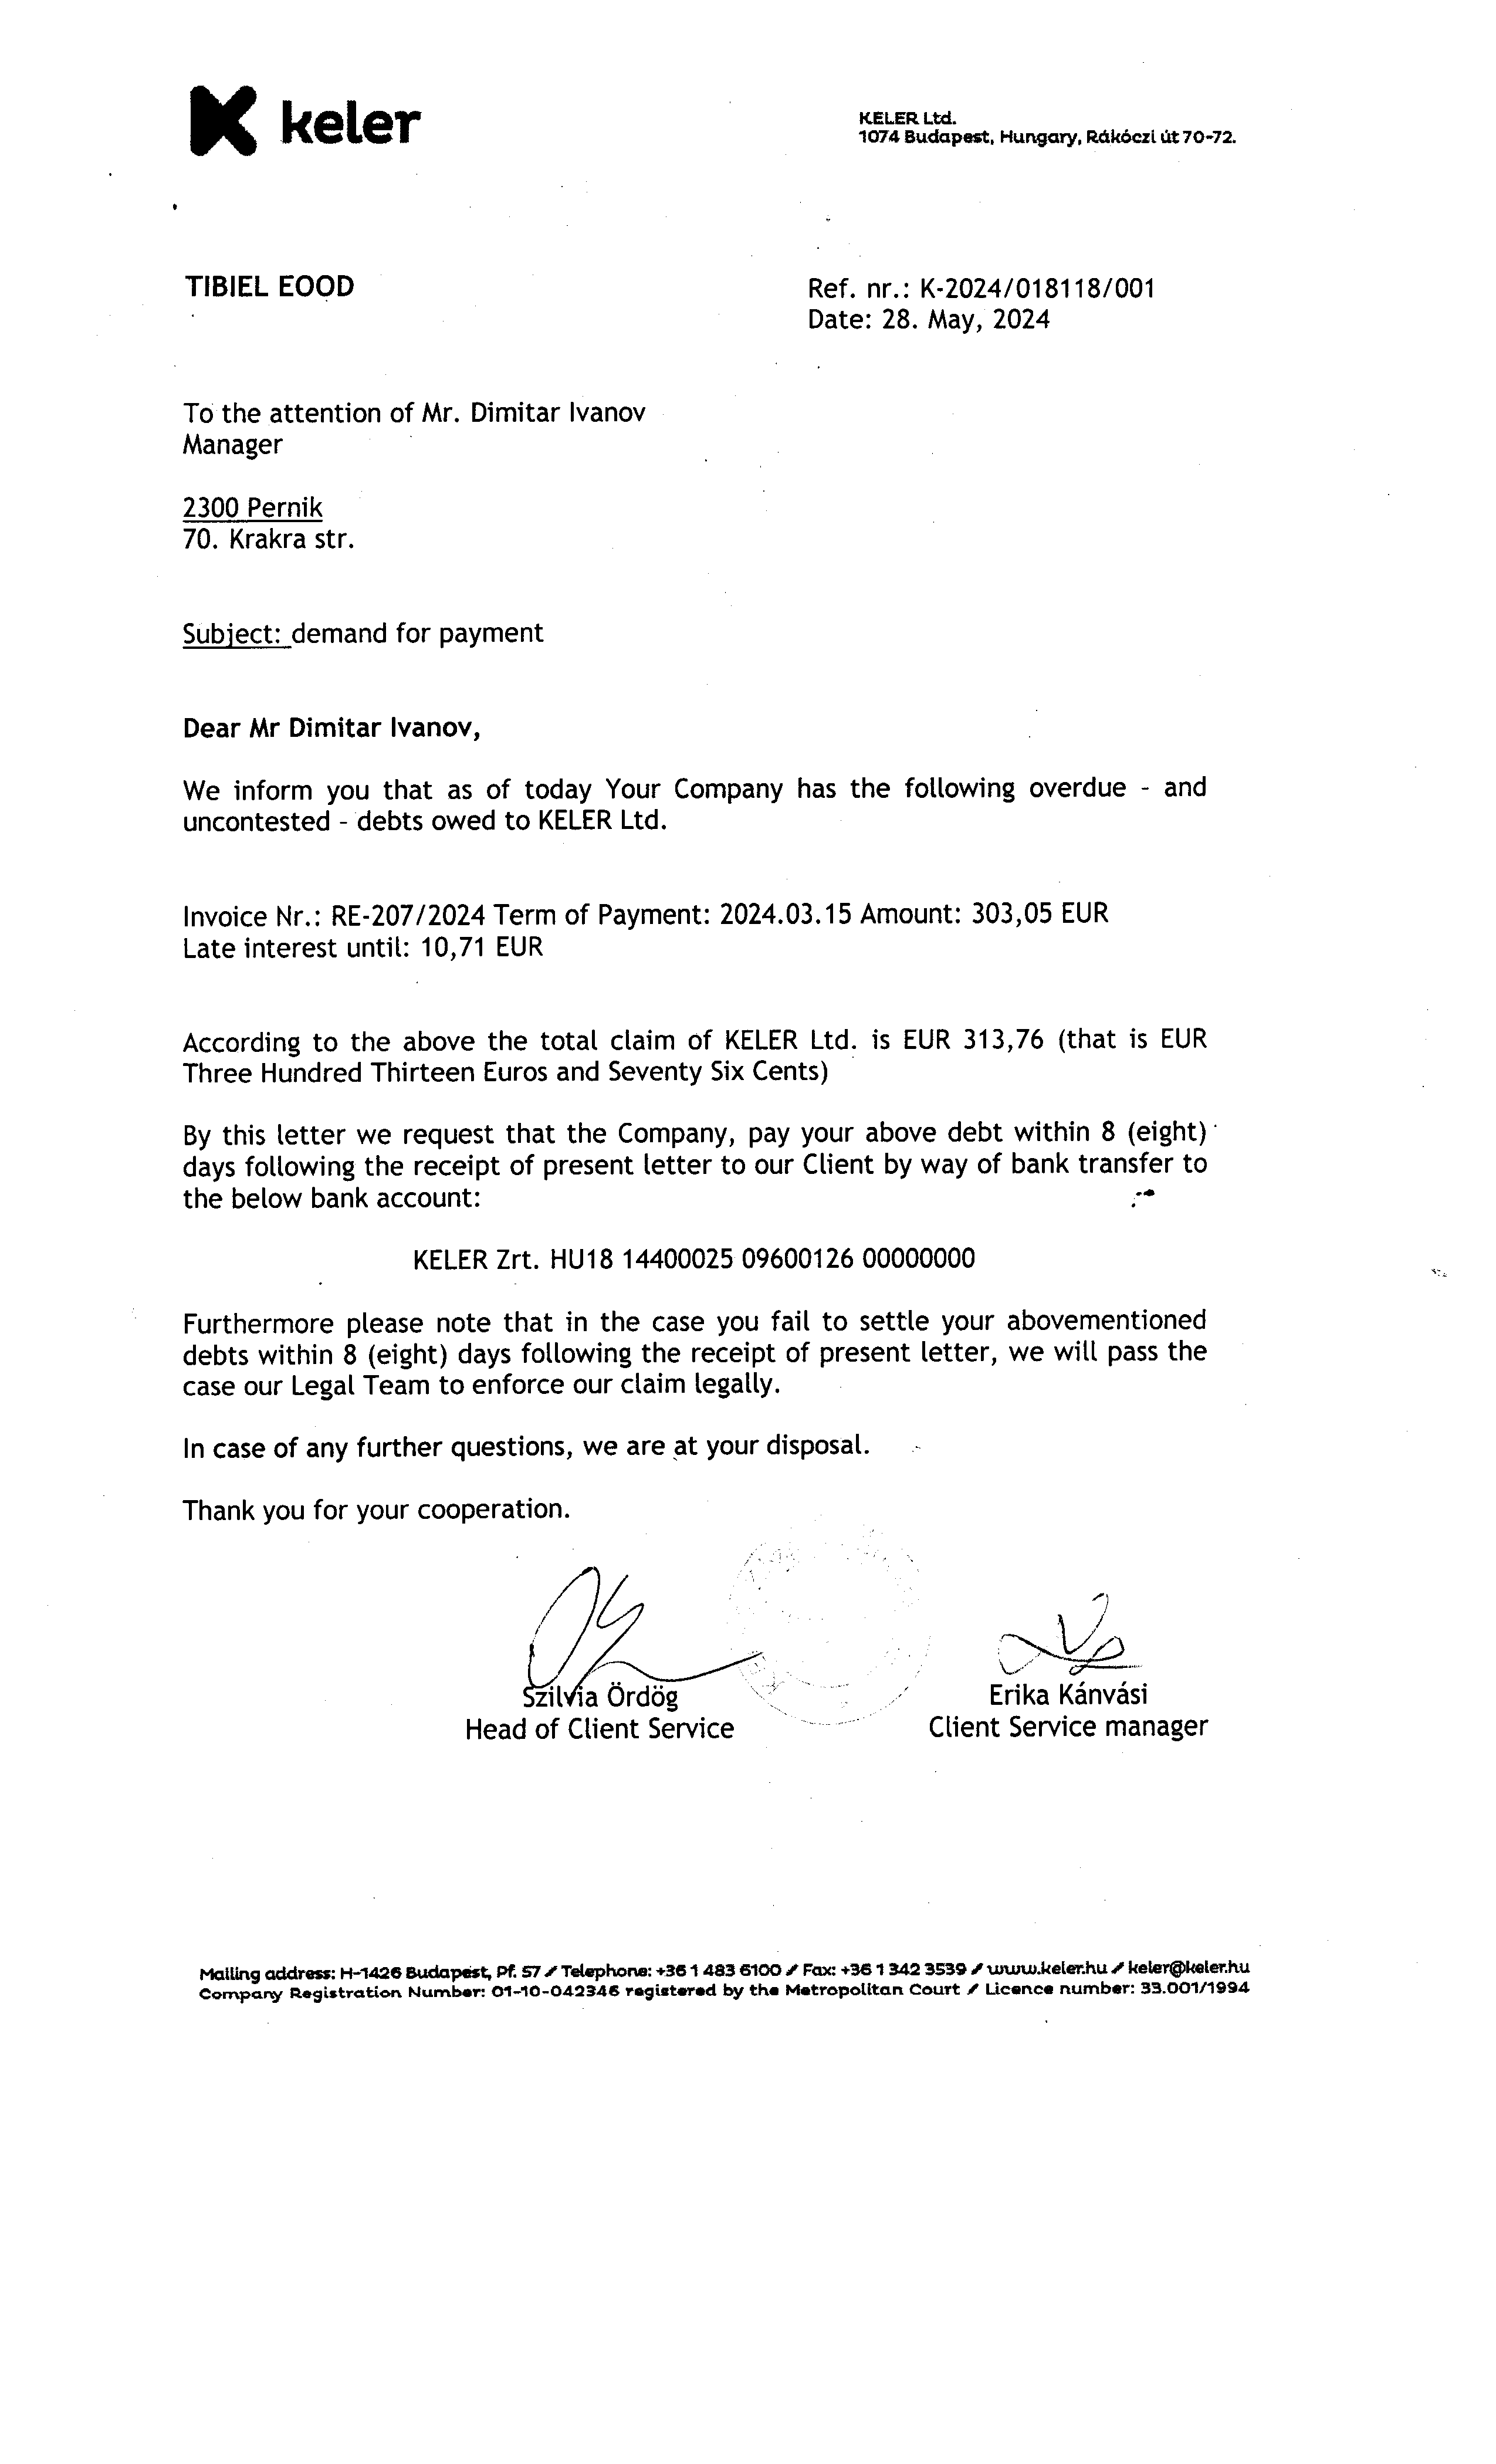 keler
KELER Ltd.
1074 Budapest, Hungary, Rákóczi út 70-72.
TIBIEL EOOD
Ref. nr.: K-2024/018118/001
Date: 28. May, 2024
To the attention of Mr. Dimitar Ivanov
Manager
2300 Pernik
70. Krakra str.
Subject: demand for payment
Dear Mr Dimitar Ivanov,
We inform you that as of today Your Company has the following overdue - and
uncontested - debts owed to KELER Ltd.
Invoice Nr.: RE-207/2024 Term of Payment: 2024.03.15 Amount: 303,05 EUR
Late interest until: 10,71 EUR
According to the above the total claim of KELER Ltd. is EUR 313,76 (that is EUR
Three Hundred Thirteen Euros and Seventy Six Cents)
By this letter we request that the Company, pay your above debt within 8 (eight)
days following the receipt of present letter to our Client by way of bank transfer to
the below bank account:
KELER Zrt. HU18 14400025 09600126 00000000
Furthermore please note that in the case you fail to settle your abovementioned
debts within 8 (eight) days following the receipt of present letter, we will pass the
case our Legal Team to enforce our claim legally.
In case of any further questions, we are at your disposal.
Thank you for your cooperation.
Szilvia Ördög
Head of Client Service
Erika Kánvási
Client Service manager
Mailing address: H-1426 Budapest, Pf. 57 / Telephone: +36 1 483 6100 / Fax: +36 1 342 3539 / www.keler.hu / keler@keler.hu
Company Registration Number: 01-10-042346 registered by the Metropolitan Court / Licence number: 33.001/1994